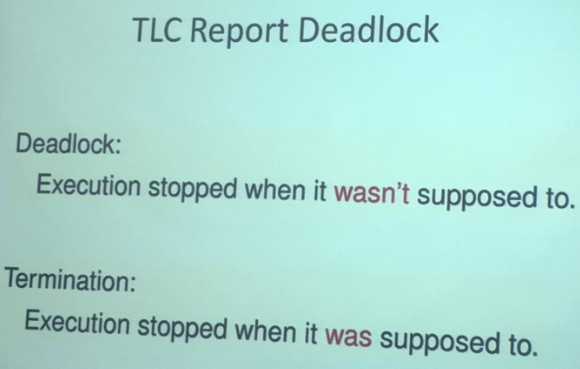 TLC Report Deadlock
Deadlock:
Execution stopped when it wasn't supposed to.
Termination:
Execution stopped when it was supposed to.